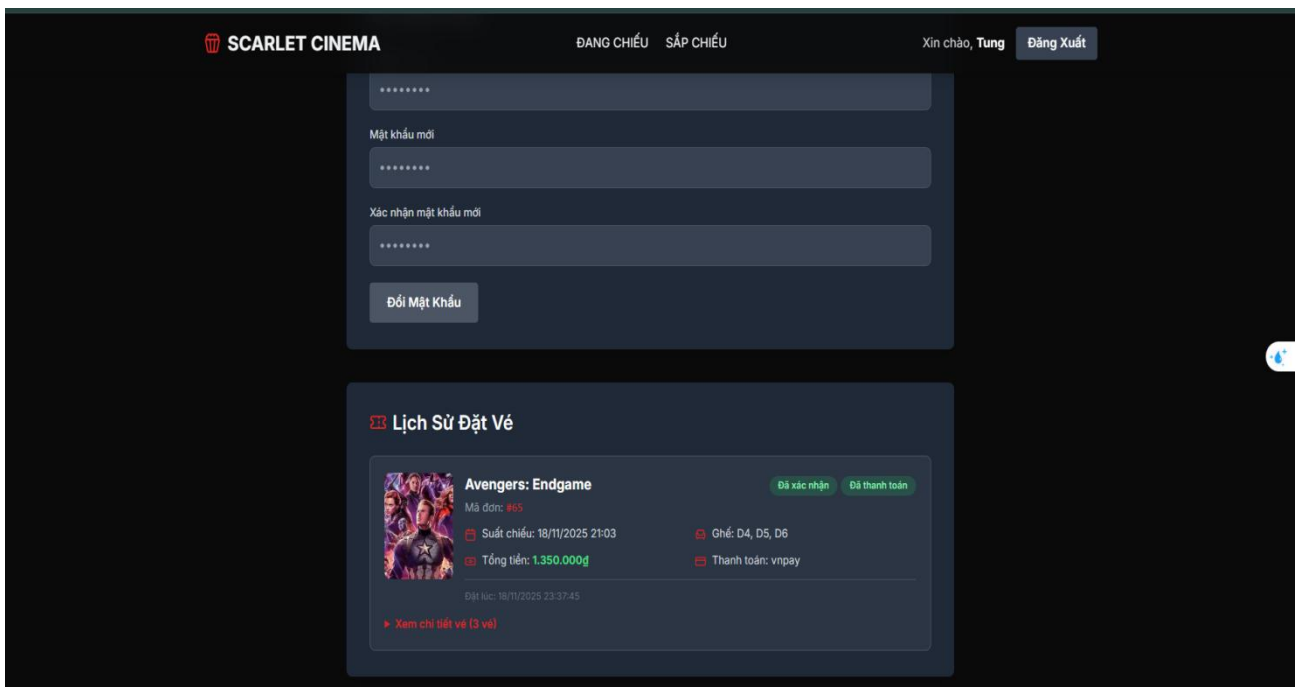 SCARLET CINEMA ĐANG CHIẾU SẮP CHIẾU Xin chào, Tung Đăng Xuất
••••••••
Mật khẩu mới
••••••••
Xác nhận mật khẩu mới
••••••••
Đổi Mật Khẩu
Lịch Sử Đặt Vé
Avengers: Endgame Đã xác nhận Đã thanh toán
Mã đơn: #65
Suất chiếu: 18/11/2025 21:03 Ghế: D4, D5, D6
Tổng tiền: 1.350.000₫ Thanh toán: vnpay
Đặt lúc: 18/11/2025 23:37:45
▶ Xem chi tiết vé (3 vé)